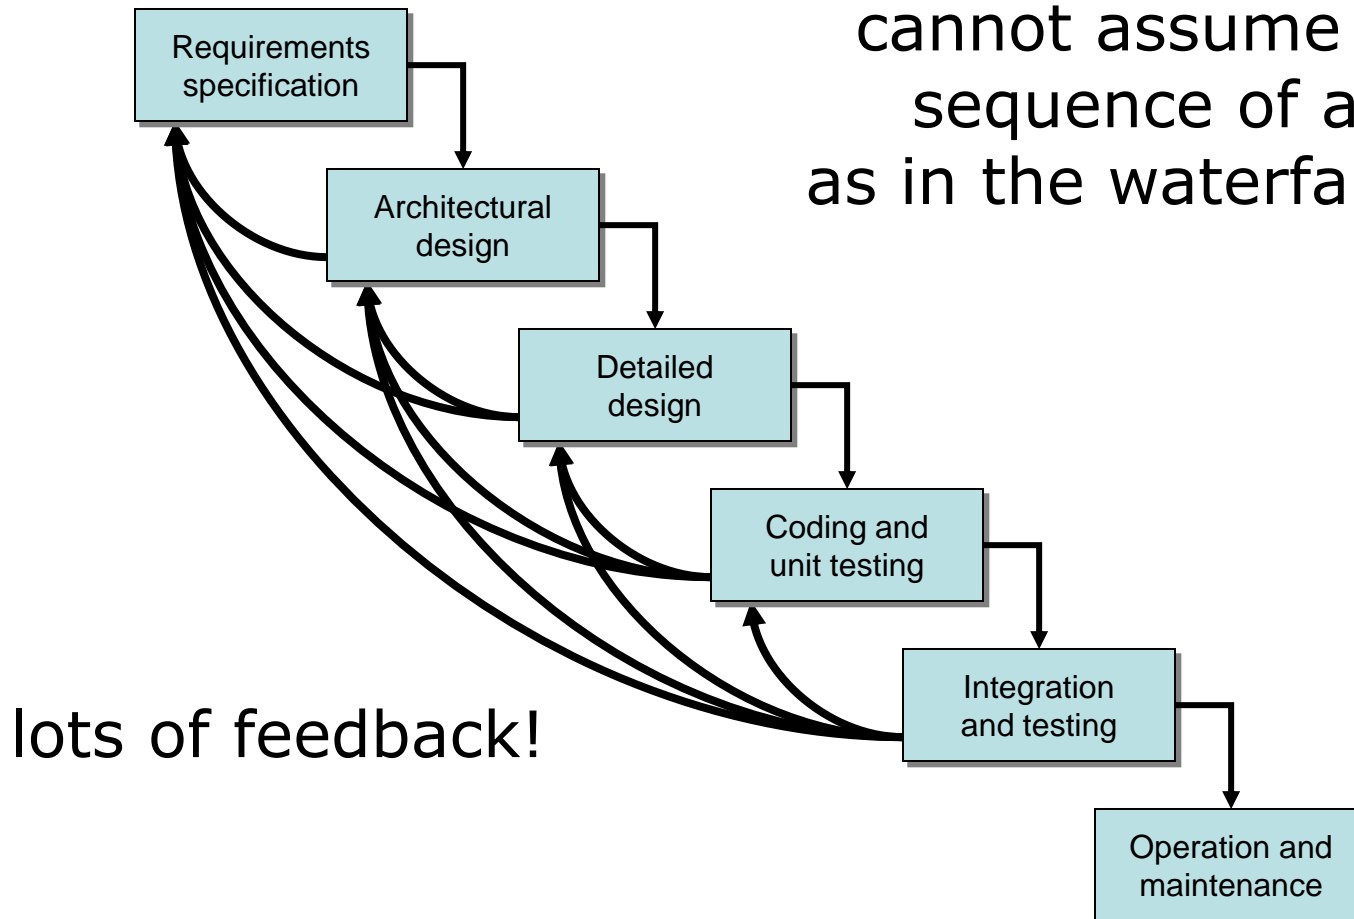 cannot assume
sequence of a
as in the waterfa
Requirements
specification
Architectural
design
Detailed
design
Coding and
unit testing
Integration
and testing
lots of feedback!
Operation and
maintenance